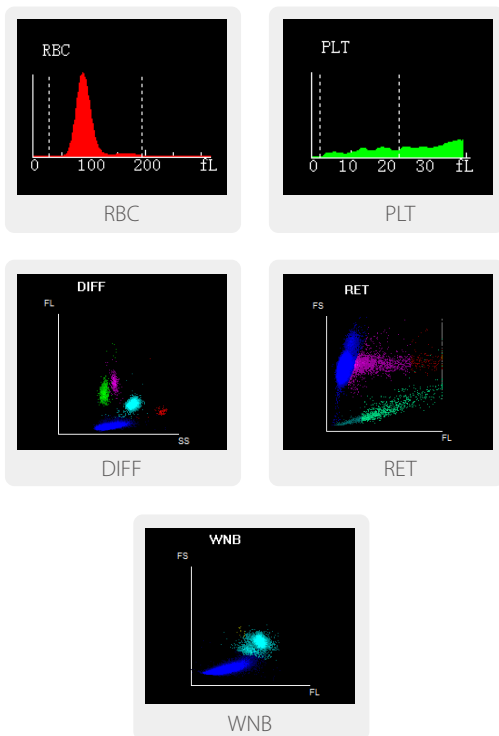 RBC
0 100 200 fL
RBC
PLT
0 10 20 30 fL
PLT
DIFF
FL
SS
DIFF
RET
FS
FL
RET
WNB
FS
FL
WNB